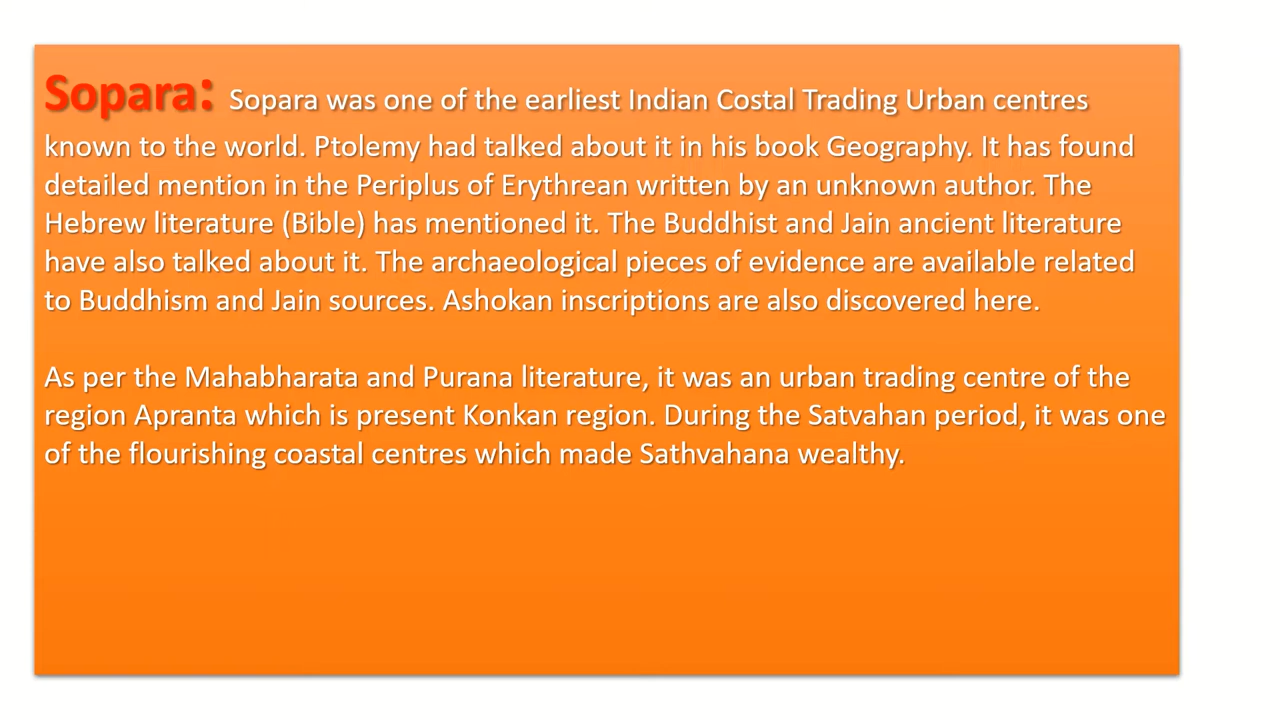 Sopara: Sopara was one of the earliest Indian Costal Trading Urban centres
known to the world. Ptolemy had talked about it in his book Geography. It has found
detailed mention in the Periplus of Erythrean written by an unknown author. The
Hebrew literature (Bible) has mentioned it. The Buddhist and Jain ancient literature
have also talked about it. The archaeological pieces of evidence are available related
to Buddhism and Jain sources. Ashokan inscriptions are also discovered here.
As per the Mahabharata and Purana literature, it was an urban trading centre of the
region Apranta which is present Konkan region. During the Satvahan period, it was one
of the flourishing coastal centres which made Sathvahana wealthy.